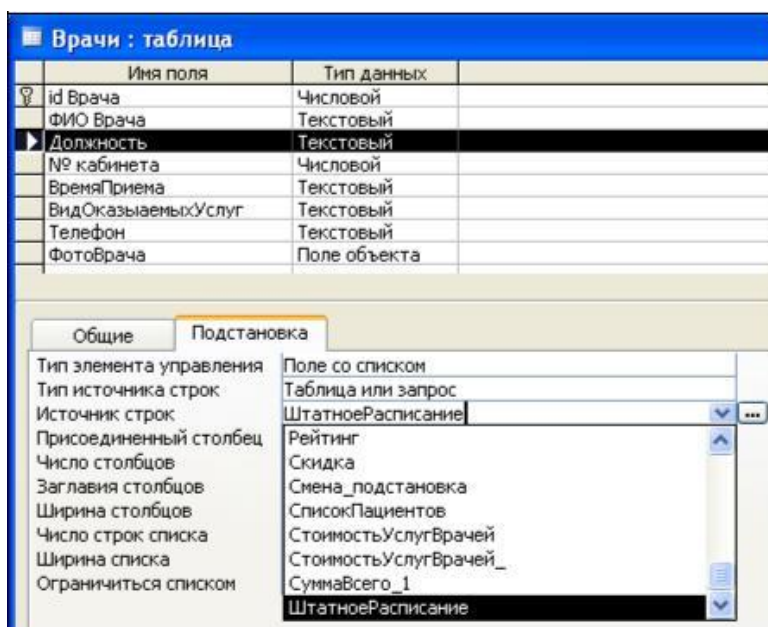 Врачи : таблица
Имя поля Тип данных
id Врача Числовой
ФИО Врача Текстовый
Должность Текстовый
№ кабинета Числовой
ВремяПриема Текстовый
ВидОказыаемыхУслуг Текстовый
Телефон Текстовый
ФотоВрача Поле объекта
Общие Подстановка
Тип элемента управления Поле со списком
Тип источника строк Таблица или запрос
Источник строк ШтатноеРасписание ...
Присоединенный столбец Рейтинг
Число столбцов Скидка
Заглавия столбцов Смена_подстановка
Ширина столбцов СписокПациентов
Число строк списка СтоимостьУслугВрачей
Ширина списка СтоимостьУслугВрачей_
Ограничиться списком СуммаВсего_1
ШтатноеРасписание